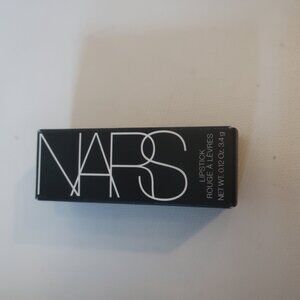 NARS
LIPSTICK
ROUGE À LÈVRES
NET WT. 0.12 Oz. 3.4 g